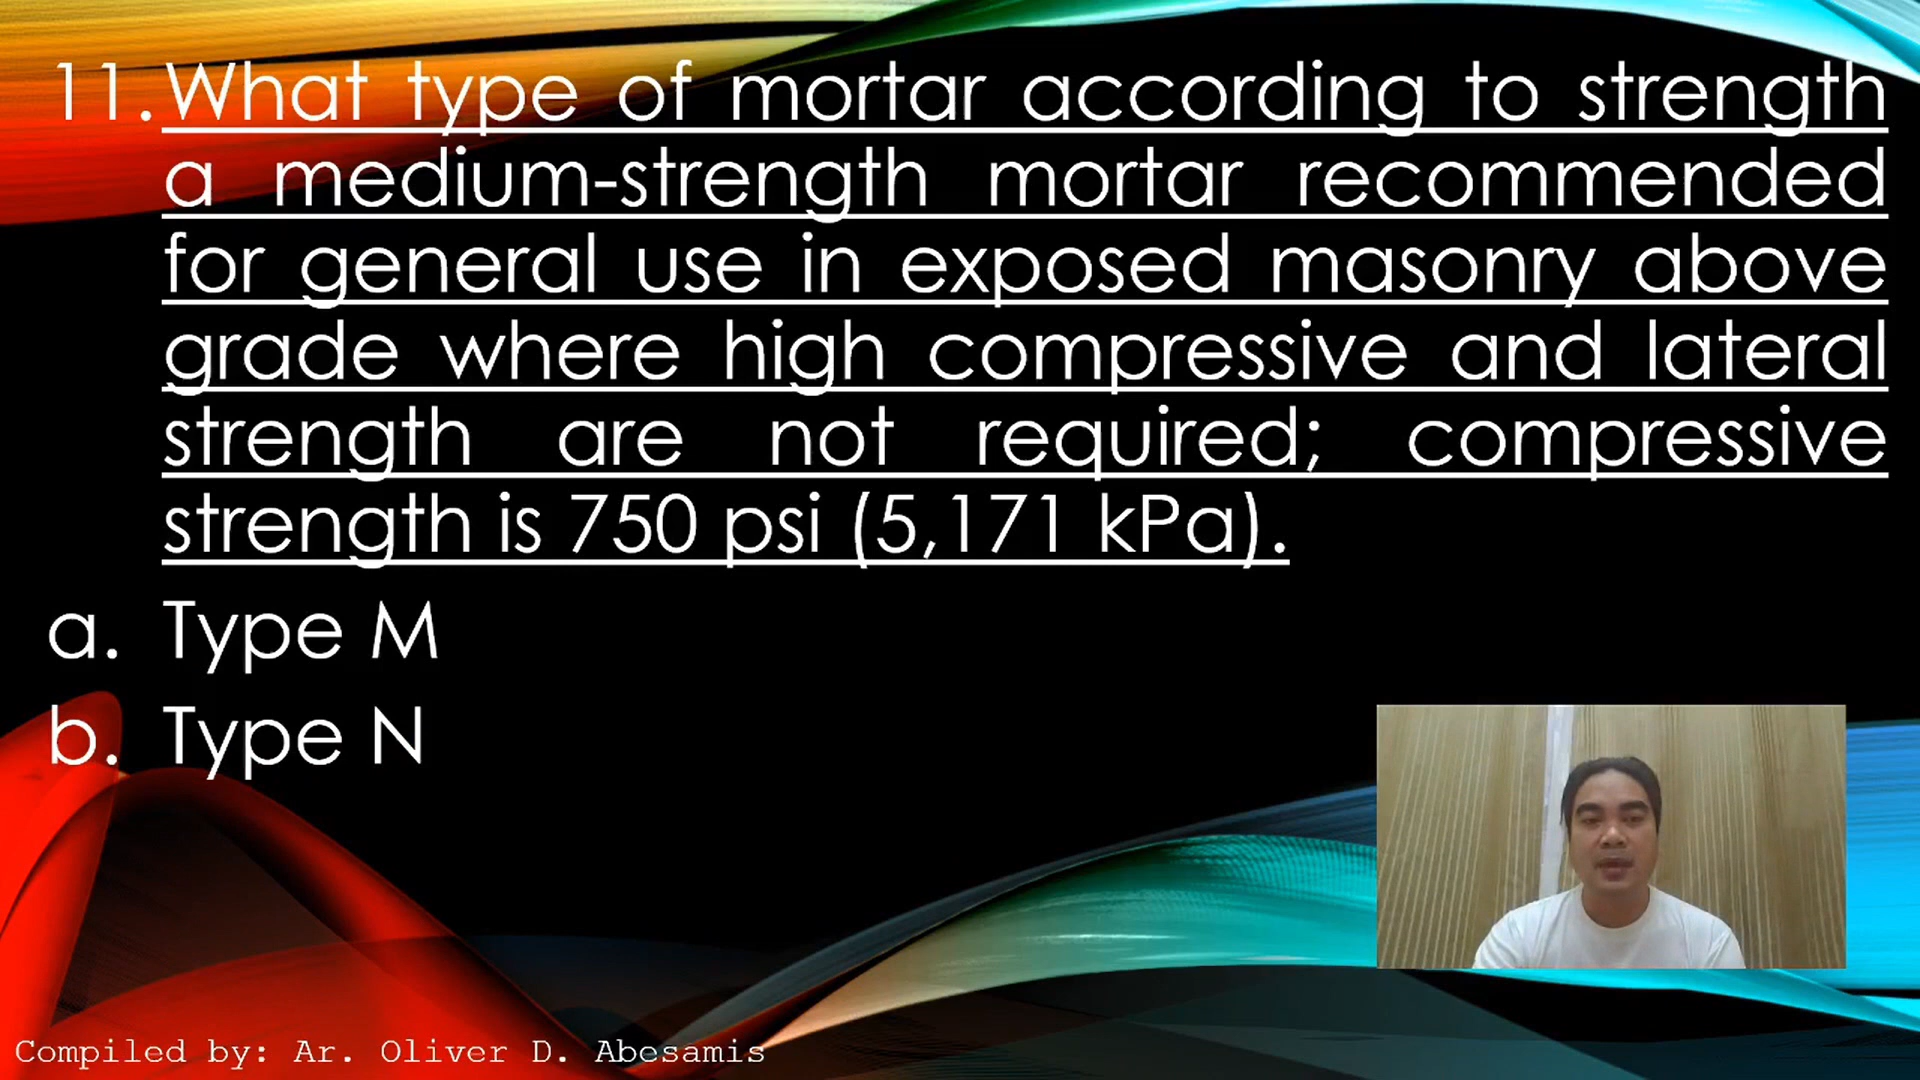 11. What type of mortar according to strength
a medium-strength mortar recommended
for general use in exposed masonry above
grade where high compressive and lateral
strength are not required; compressive
strength is 750 psi (5,171 kPa).
a. Type M
b. Type N
Compiled by: Ar. Oliver D. Abesamis